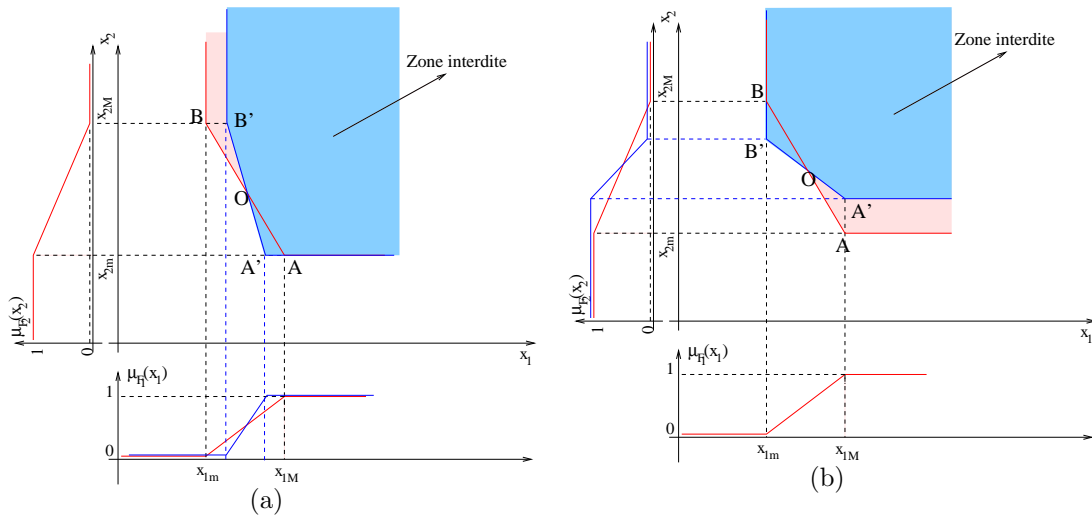 x2
x2M
Zone interdite
B
B'
O
A'
A
x2m
μF2(x2)
1
0
x1
μF1(x1)
1
0
x1m
x1M
(a)
x2
x2M
Zone interdite
B
B'
O
A'
A
x2m
μF2(x2)
1
0
x1
μF1(x1)
1
0
x1m
x1M
(b)